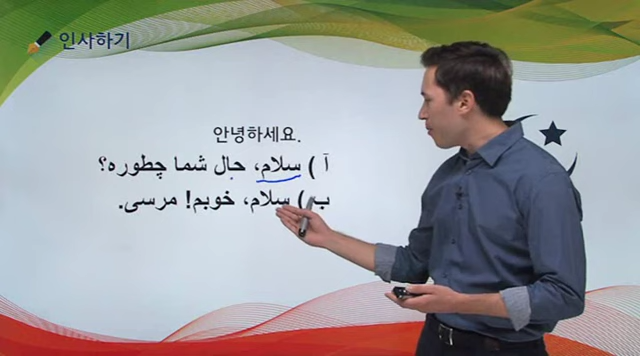 인사하기
안녕하세요.
آ ) سلام، حال شما چطوره؟
ب ) سلام، خوبم! مرسی.